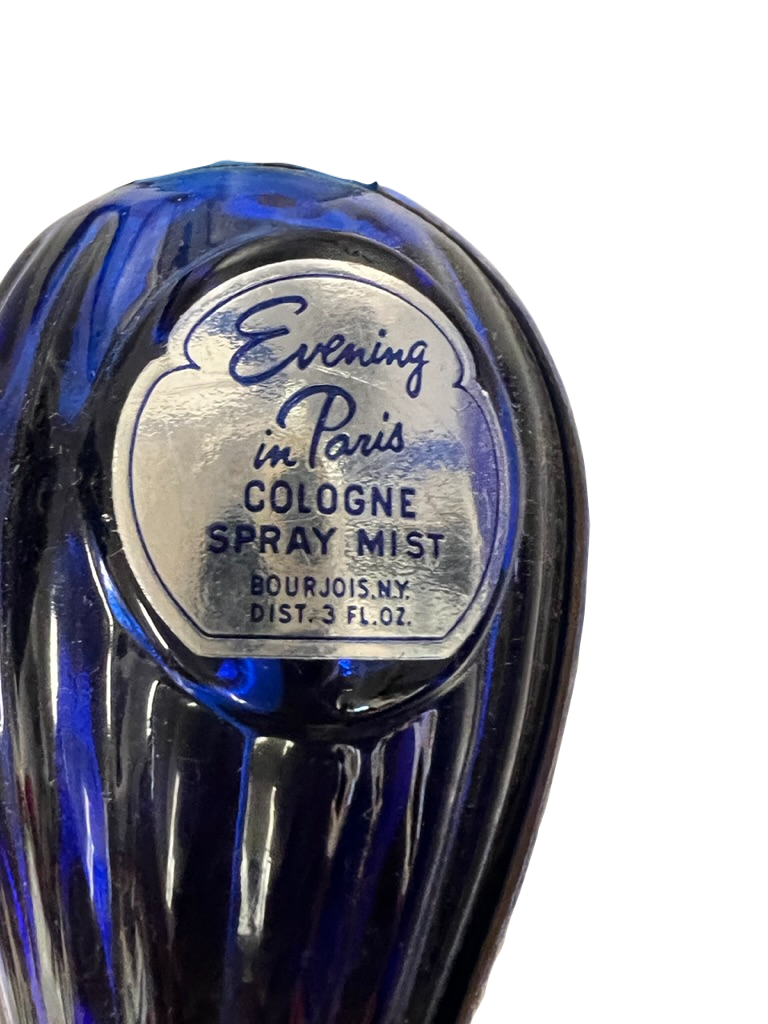 Evening
in Paris
COLOGNE
SPRAY MIST
BOURJOIS, N.Y.
DIST. 3 FL.OZ.